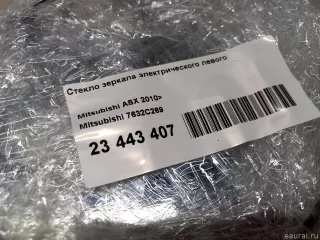 Стекло зеркала электрического левого
Mitsubishi ASX 2010>
Mitsubishi 7632C269
23 443 407
eaural.ru